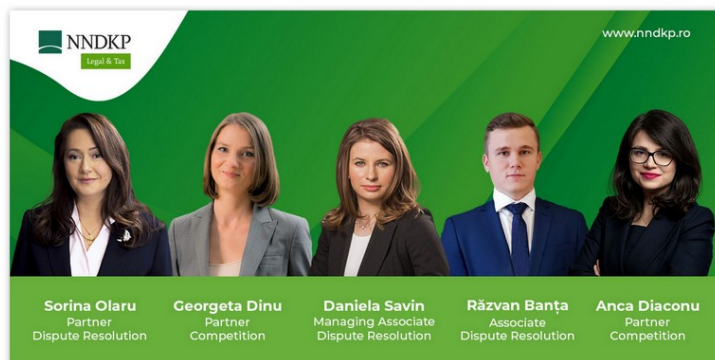 NNDKP
Legal & Tax
www.nndkp.ro
Sorina Olaru
Partner
Dispute Resolution
Georgeta Dinu
Partner
Competition
Daniela Savin
Managing Associate
Dispute Resolution
Răzvan Banța
Associate
Dispute Resolution
Anca Diaconu
Partner
Competition